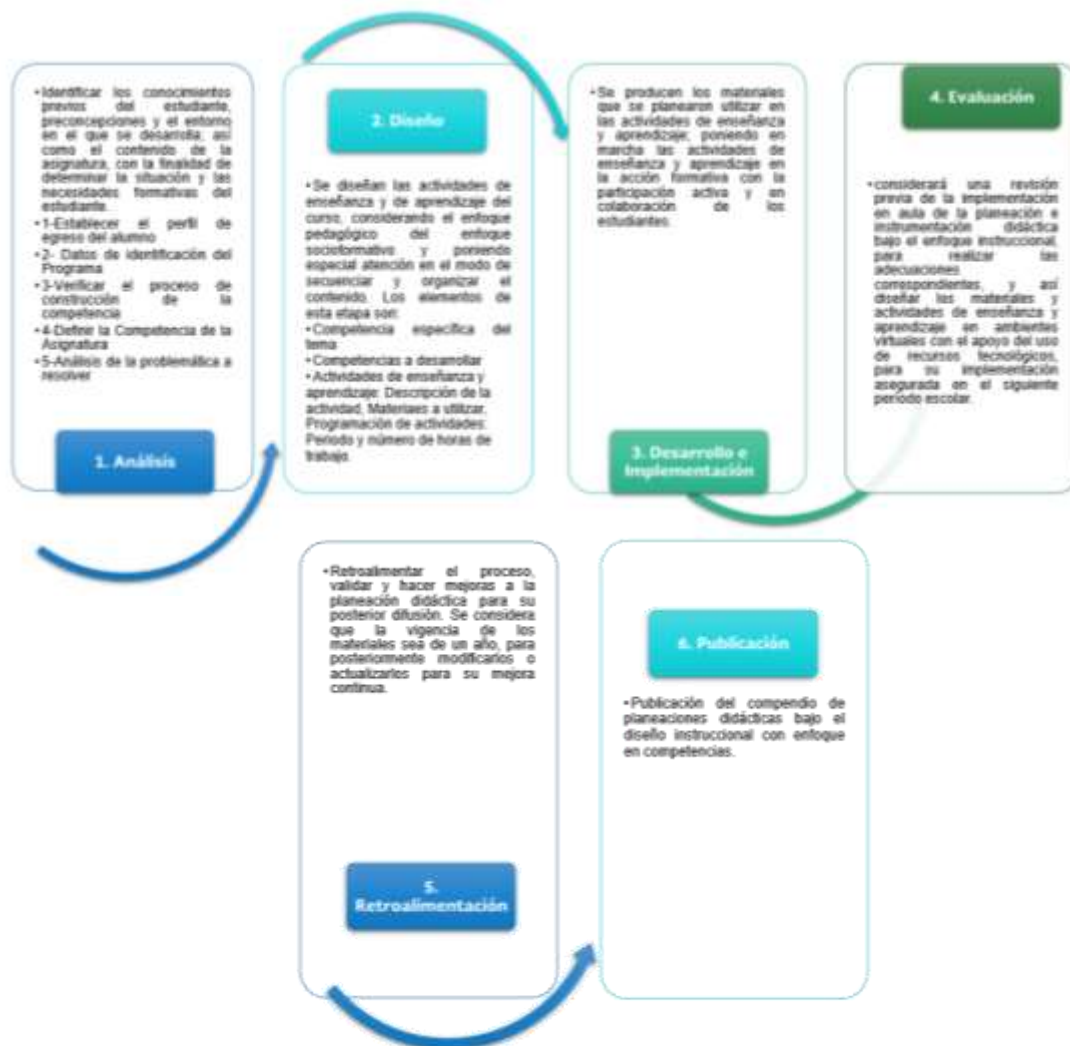 •Identificar los conocimientos
previos del estudiante,
preconcepciones y el entorno
en el que se desarrolla; así
como el contenido de la
asignatura, con la finalidad de
determinar la situación y las
necesidades formativas del
estudiante.
•1-Establecer el perfil de
egreso del alumno
•2- Datos de identificación del
Programa
•3-Verificar el proceso de
construcción de la
competencia
•4-Definir la Competencia de la
Asignatura
•5-Análisis de la problemática a
resolver
1. Análisis
2. Diseño
•Se diseñan las actividades de
enseñanza y de aprendizaje del
curso, considerando el enfoque
pedagógico del enfoque
socioformativo y poniendo
especial atención en el modo de
secuenciar y organizar el
contenido. Los elementos de
esta etapa son:
•Competencia específica del
tema
•Competencias a desarrollar
•Actividades de enseñanza y
aprendizaje: Descripción de la
actividad, Materiaes a utilizar,
Programación de actividades:
Periodo y número de horas de
trabajo.
•Se producen los materiales
que se planearon utilizar en
las actividades de enseñanza
y aprendizaje; poniendo en
marcha las actividades de
enseñanza y aprendizaje en
la acción formativa con la
participación activa y en
colaboración de los
estudiantes.
3. Desarrollo e
Implementación
4. Evaluación
•considerará una revisión
previa de la implementación
en aula de la planeación e
instrumentación didáctica
bajo el enfoque instruccional,
para realizar las
adecuaciones
correspondientes, y así
diseñar los materiales y
actividades de enseñanza y
aprendizaje en ambientes
virtuales con el apoyo del uso
de recursos tecnológicos,
para su implementación
asegurada en el siguiente
periodo escolar.
•Retroalimentar el proceso,
validar y hacer mejoras a la
planeación didáctica para su
posterior difusión. Se considera
que la vigencia de los
materiales sea de un año, para
posteriormente modificarlos o
actualizarlos para su mejora
continua.
5.
Retroalimentación
6. Publicación
•Publicación del compendio de
planeaciones didácticas bajo el
diseño instruccional con enfoque
en competencias.